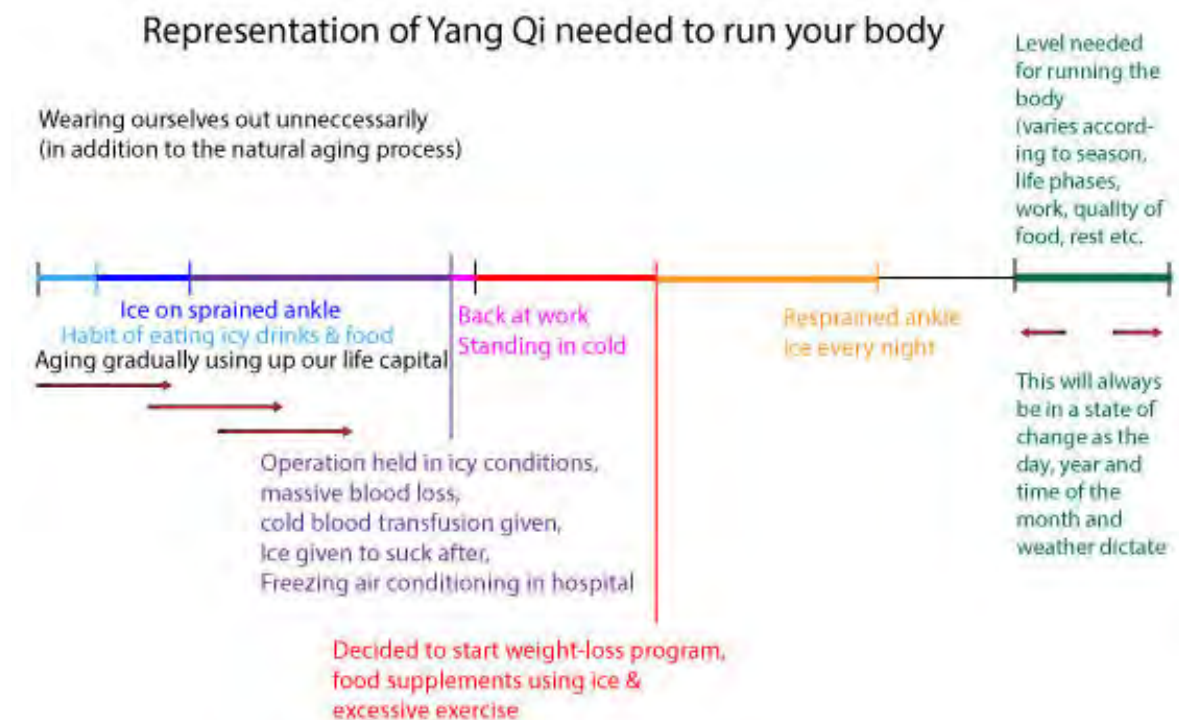 Representation of Yang Qi needed to run your body
Level needed
for running the
body
(varies accord-
ing to season,
life phases,
work, quality of
food, rest etc.
Wearing ourselves out unneccessarily
(in addition to the natural aging process)
Ice on sprained ankle
Habit of eating icy drinks & food
Aging gradually using up our life capital
Back at work
Standing in cold
Resprained ankle
Ice every night
This will always
be in a state of
change as the
day, year and
time of the
month and
weather dictate
Operation held in icy conditions,
massive blood loss,
cold blood transfusion given,
Ice given to suck after,
Freezing air conditioning in hospital
Decided to start weight-loss program,
food supplements using ice &
excessive exercise